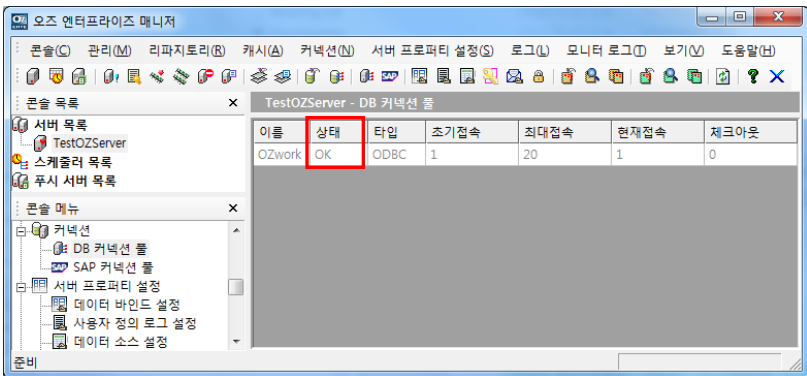 오즈 엔터프라이즈 매니저
콘솔(C) 관리(M) 리파지토리(R) 캐시(A) 커넥션(N) 서버 프로퍼티 설정(S) 로그(L) 모니터 로그(T) 보기(V) 도움말(H)
콘솔 목록
서버 목록
TestOZServer
스케줄러 목록
푸시 서버 목록
콘솔 메뉴
커넥션
DB 커넥션 풀
SAP 커넥션 풀
서버 프로퍼티 설정
데이터 바인드 설정
사용자 정의 로그 설정
데이터 소스 설정
TestOZServer - DB 커넥션 풀
이름 상태 타입 초기접속 최대접속 현재접속 체크아웃
OZwork OK ODBC 1 20 1 0
준비